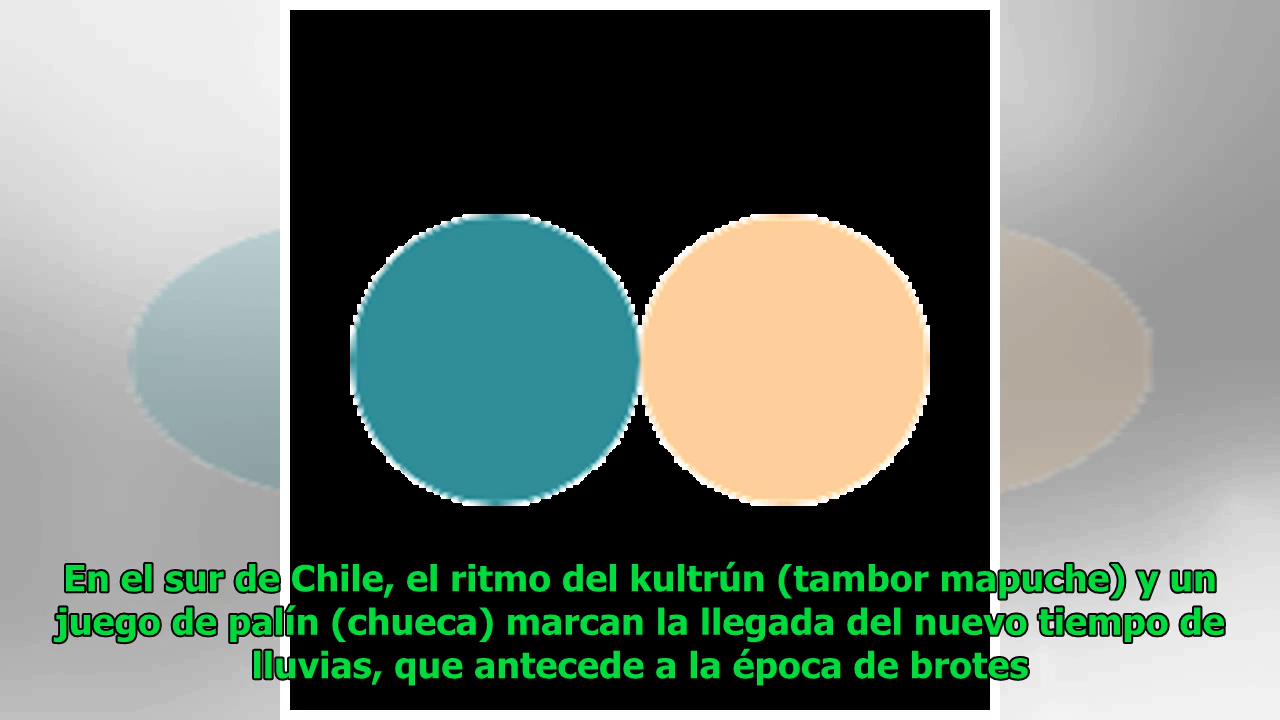 En el sur de Chile, el ritmo del kultrún (tambor mapuche) y un
juego de palín (chueca) marcan la llegada del nuevo tiempo de
lluvias, que antecede a la época de brotes